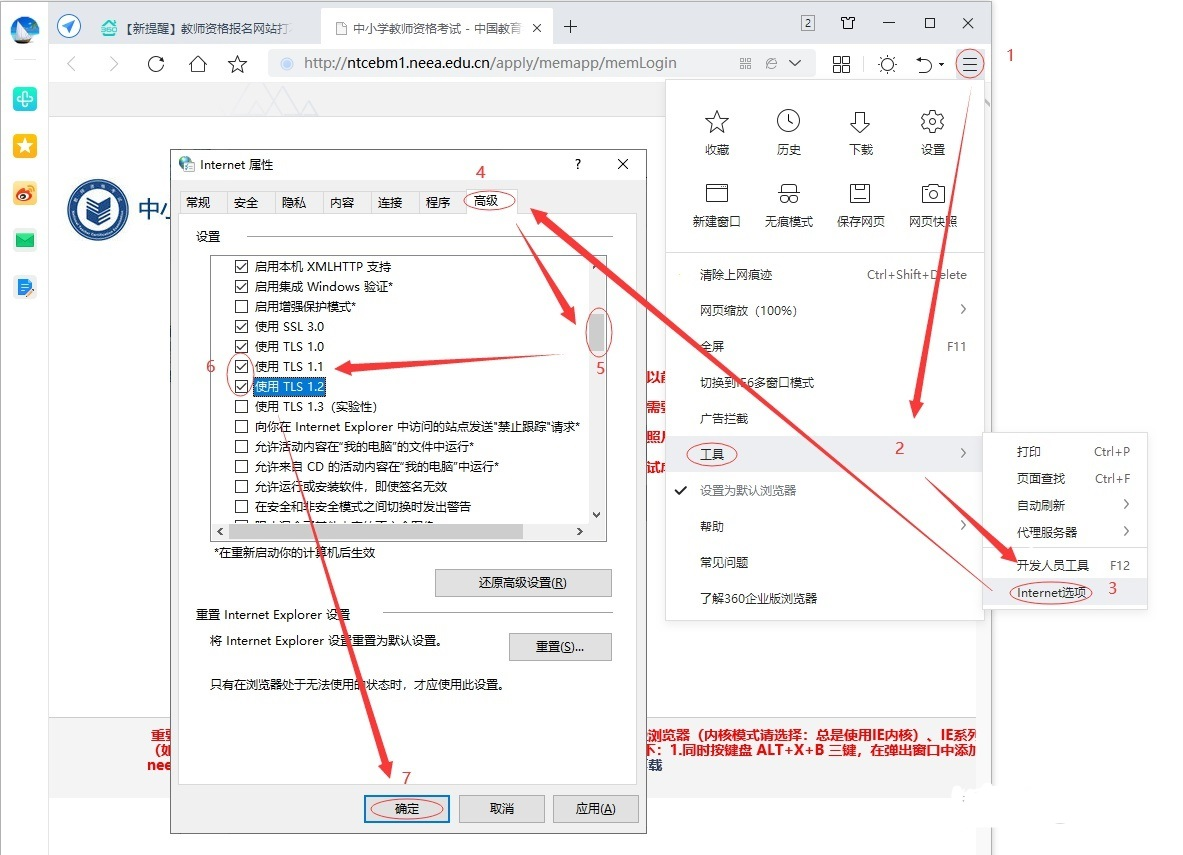 【新提醒】教师资格报名网站打
中小学教师资格考试 - 中国教育
2
http://ntcebm1.neea.edu.cn/apply/memapp/memLogin
1
收藏
历史
下载
设置
新建窗口
无痕模式
保存网页
网页快照
清除上网痕迹 Ctrl+Shift+Delete
网页缩放（100%）
全屏 F11
切换到ie6多窗口模式
广告拦截
工具
2
设置为默认浏览器
帮助
常见问题
了解360企业版浏览器
打印 Ctrl+P
页面查找 Ctrl+F
自动刷新
代理服务器
开发人员工具 F12
Internet选项
3
中小
Internet 属性
?
4
常规 安全 隐私 内容 连接 程序 高级
设置
启用本机 XMLHTTP 支持
启用集成 Windows 验证*
启用增强保护模式*
使用 SSL 3.0
使用 TLS 1.0
使用 TLS 1.1
使用 TLS 1.2
使用 TLS 1.3（实验性）
向你在 Internet Explorer 中访问的站点发送"禁止跟踪"请求*
允许活动内容在"我的电脑"的文件中运行*
允许来自 CD 的活动内容在"我的电脑"中运行*
允许运行或安装软件，即使签名无效
在安全和非安全模式之间切换时发出警告
5
6
*在重新启动你的计算机后生效
还原高级设置(R)
重置 Internet Explorer 设置
将 Internet Explorer 设置重置为默认设置。
重置(S)...
只有在浏览器处于无法使用的状态时，才应使用此设置。
7
确定
取消
应用(A)
以前
需要
照片
试成
重要
浏览器（内核模式请选择：总是使用IE内核）、IE系列
（如
下：1.同时按键盘 ALT+X+B 三键，在弹出窗口中添加
nee
载